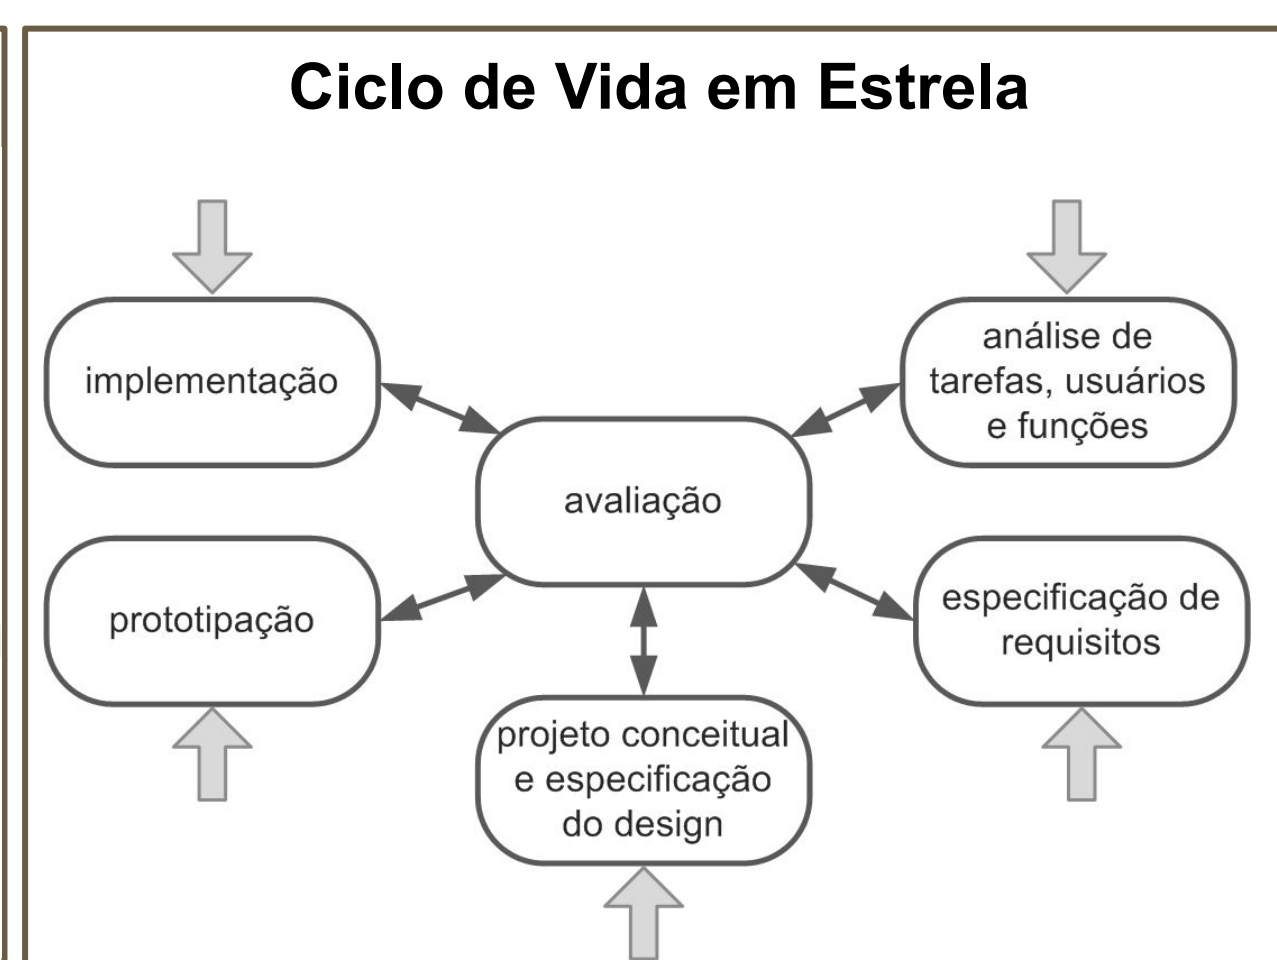 Ciclo de Vida em Estrela
implementação
análise de
tarefas, usuários
e funções
avaliação
prototipação
especificação de
requisitos
projeto conceitual
e especificação
do design